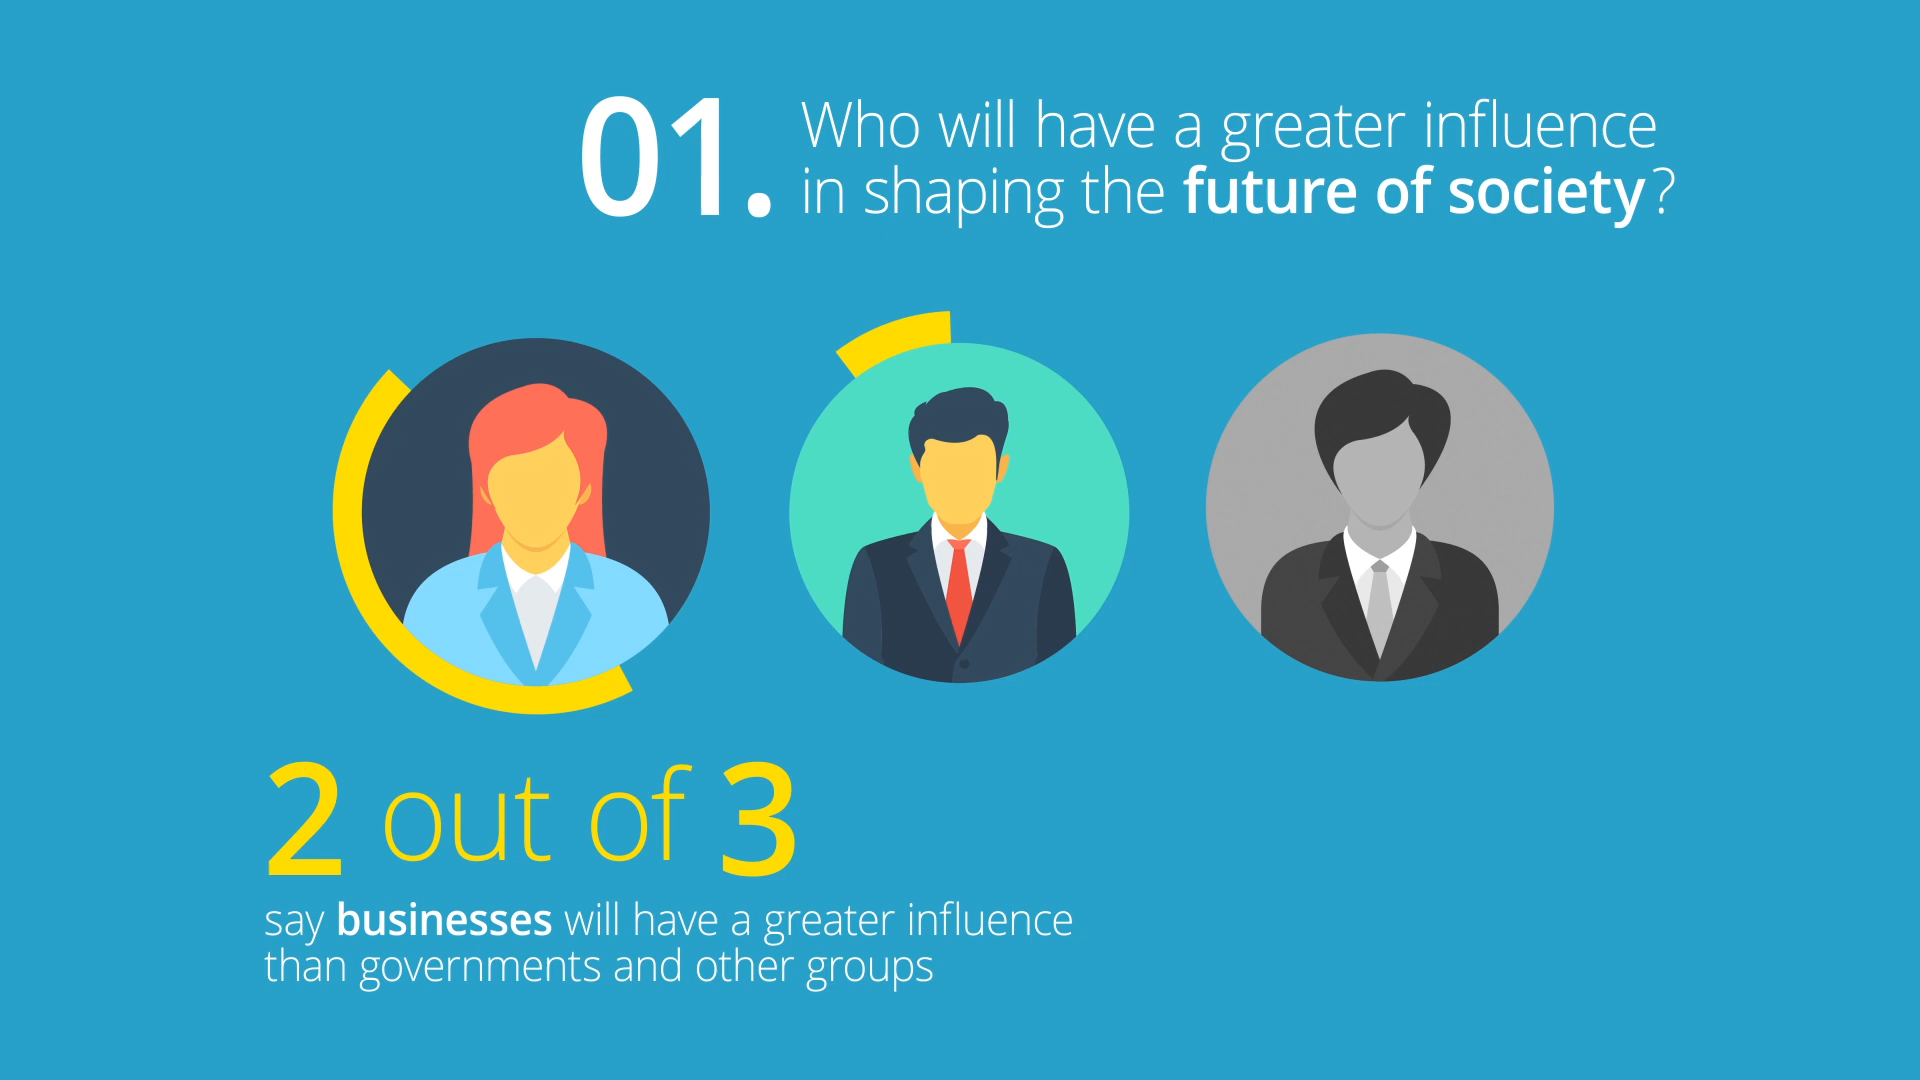 01. Who will have a greater influence
in shaping the future of society?
2 out of 3
say businesses will have a greater influence
than governments and other groups